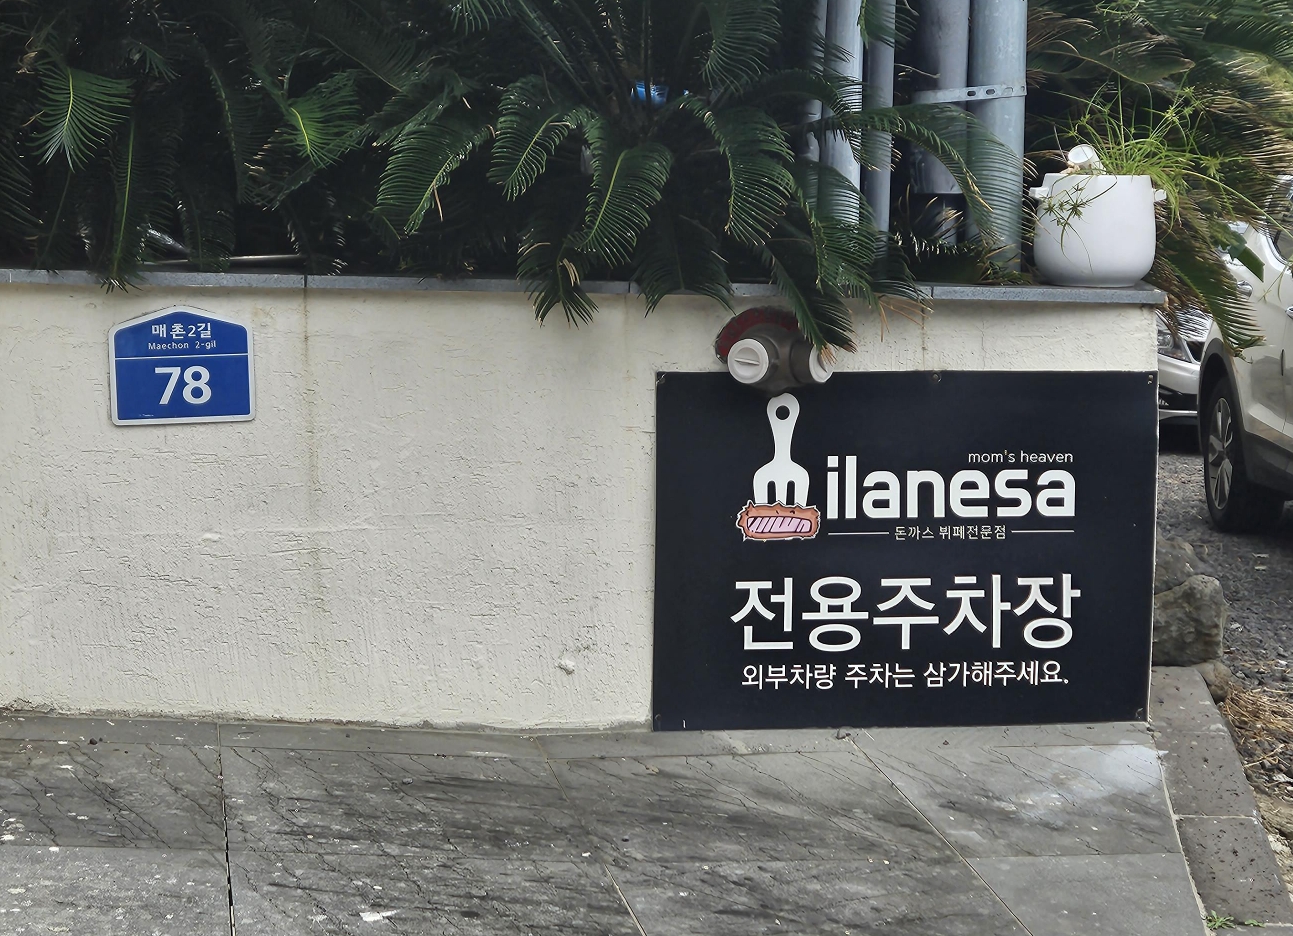 매촌2길
Maechon 2-gil
78
mom's heaven
ilanesa
돈까스 뷔페전문점
전용주차장
외부차량 주차는 삼가해주세요.